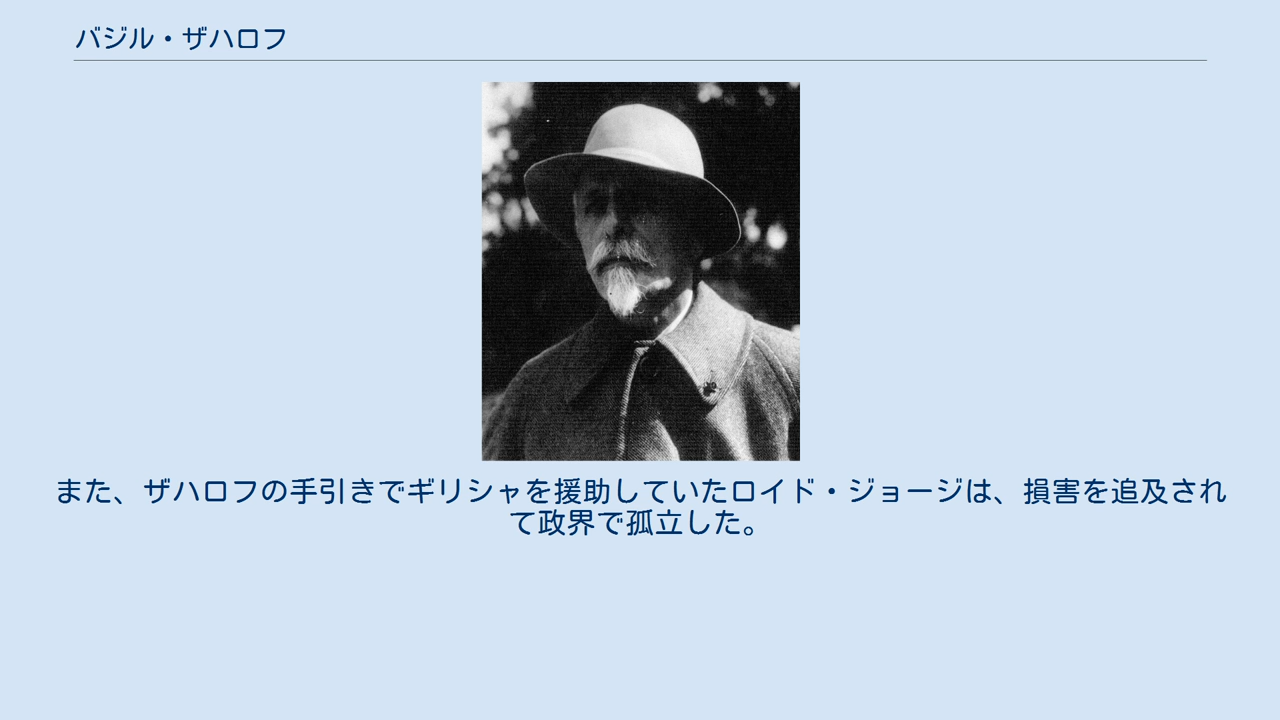 バジル・ザハロフ
また、ザハロフの手引きでギリシャを援助していたロイド・ジョージは、損害を追及され
て政界で孤立した。